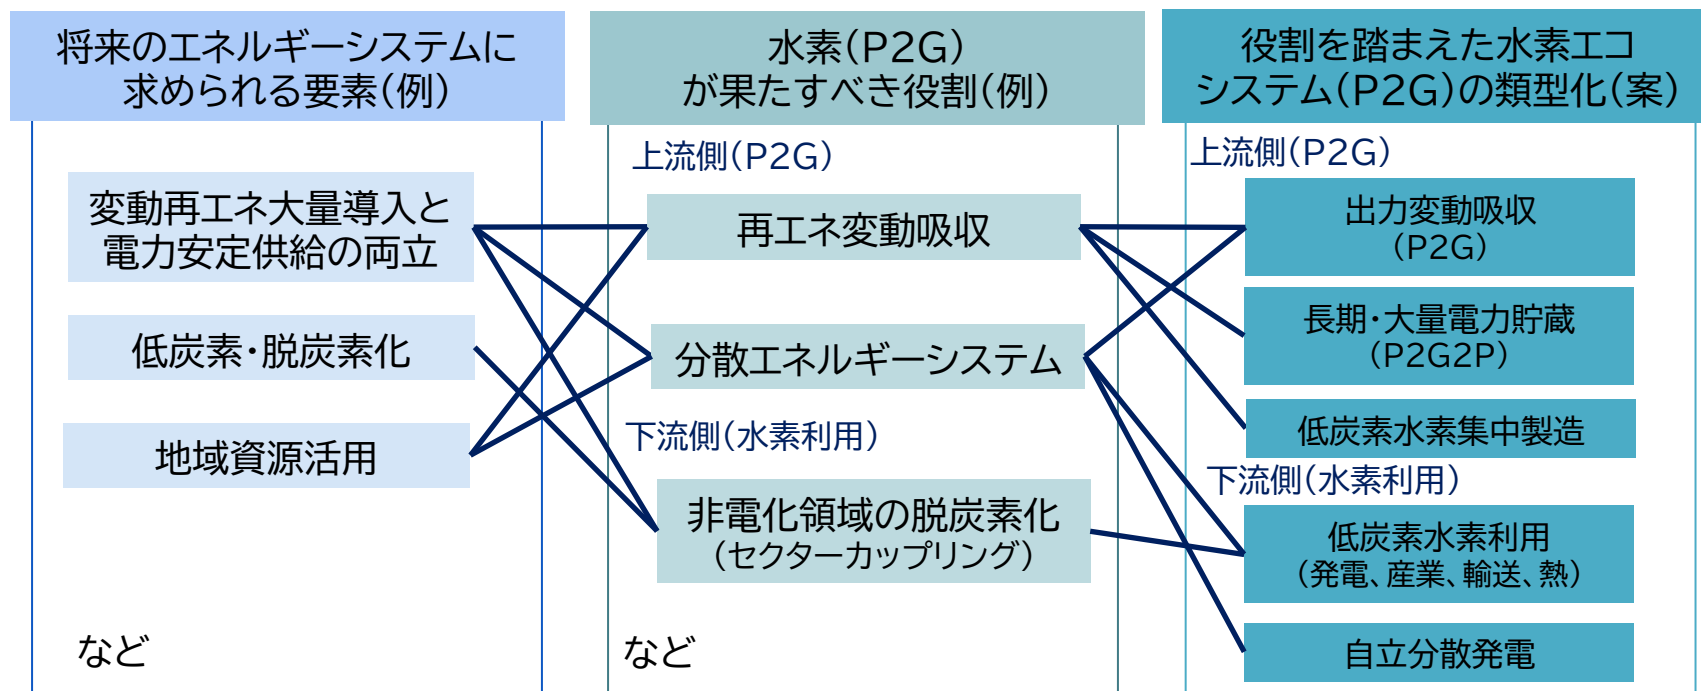 将来のエネルギーシステムに
求められる要素(例)
変動再エネ大量導入と
電力安定供給の両立
低炭素・脱炭素化
地域資源活用
など
水素(P2G)
が果たすべき役割(例)
上流側(P2G)
再エネ変動吸収
分散エネルギーシステム
下流側(水素利用)
非電化領域の脱炭素化
(セクターカップリング)
など
役割を踏まえた水素エコ
システム(P2G)の類型化(案)
上流側(P2G)
出力変動吸収
(P2G)
長期・大量電力貯蔵
(P2G2P)
低炭素水素集中製造
下流側(水素利用)
低炭素水素利用
(発電、産業、輸送、熱)
自立分散発電